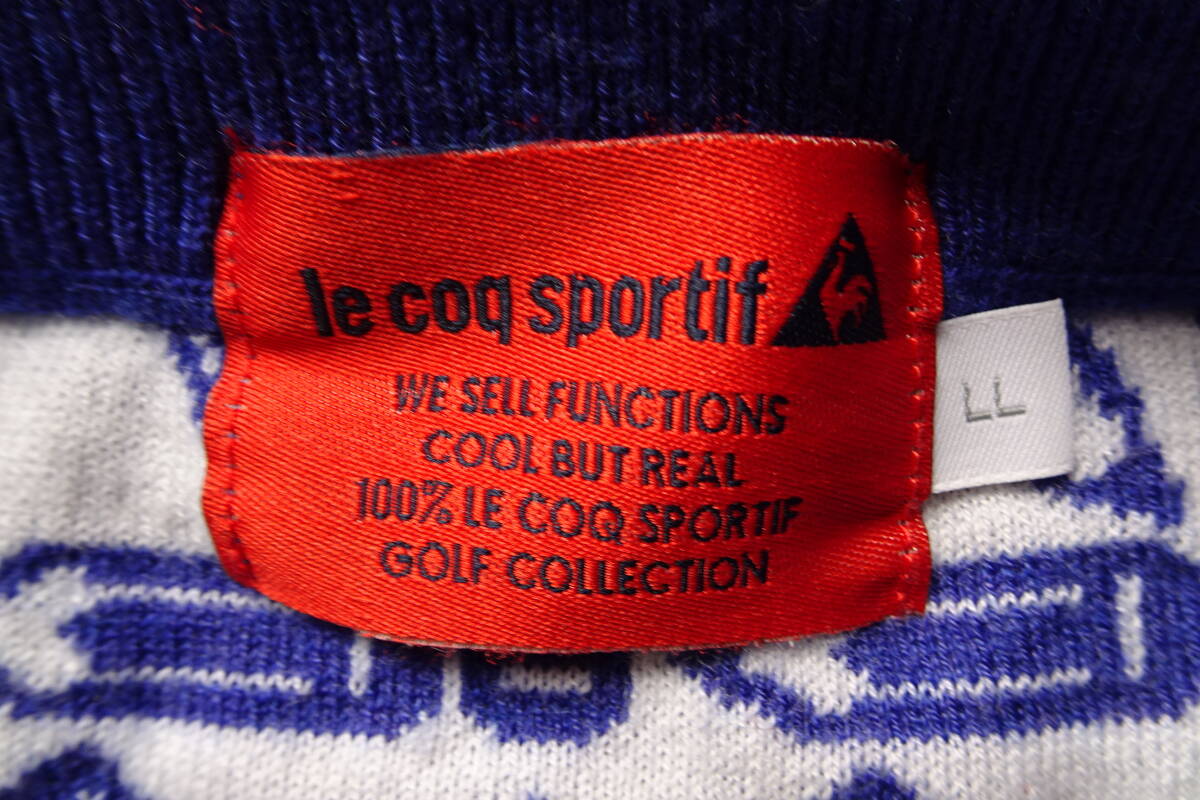 le coq sportif
WE SELL FUNCTIONS
COOL BUT REAL
100% LE COQ SPORTIF
GOLF COLLECTION
LL